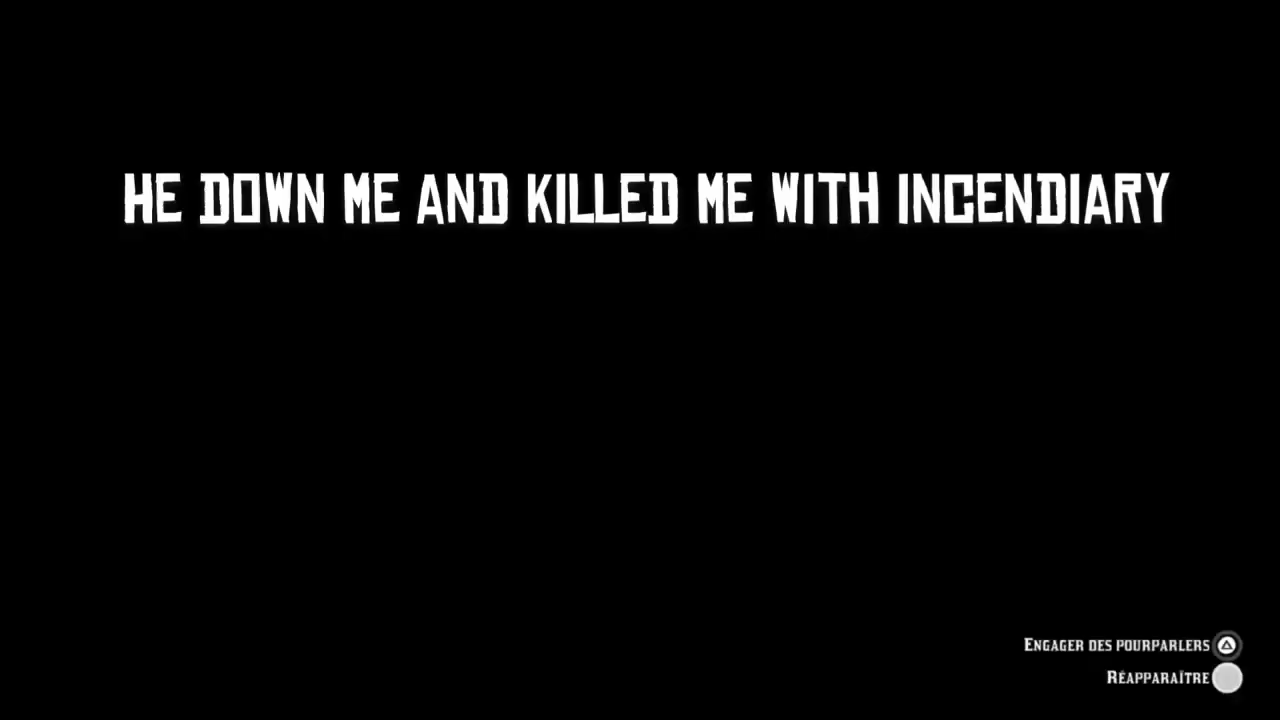 HE DOWN ME AND KILLED ME WITH INCENDIARY
ENGAGER DES POURPARLERS
RÉAPPARAÎTRE